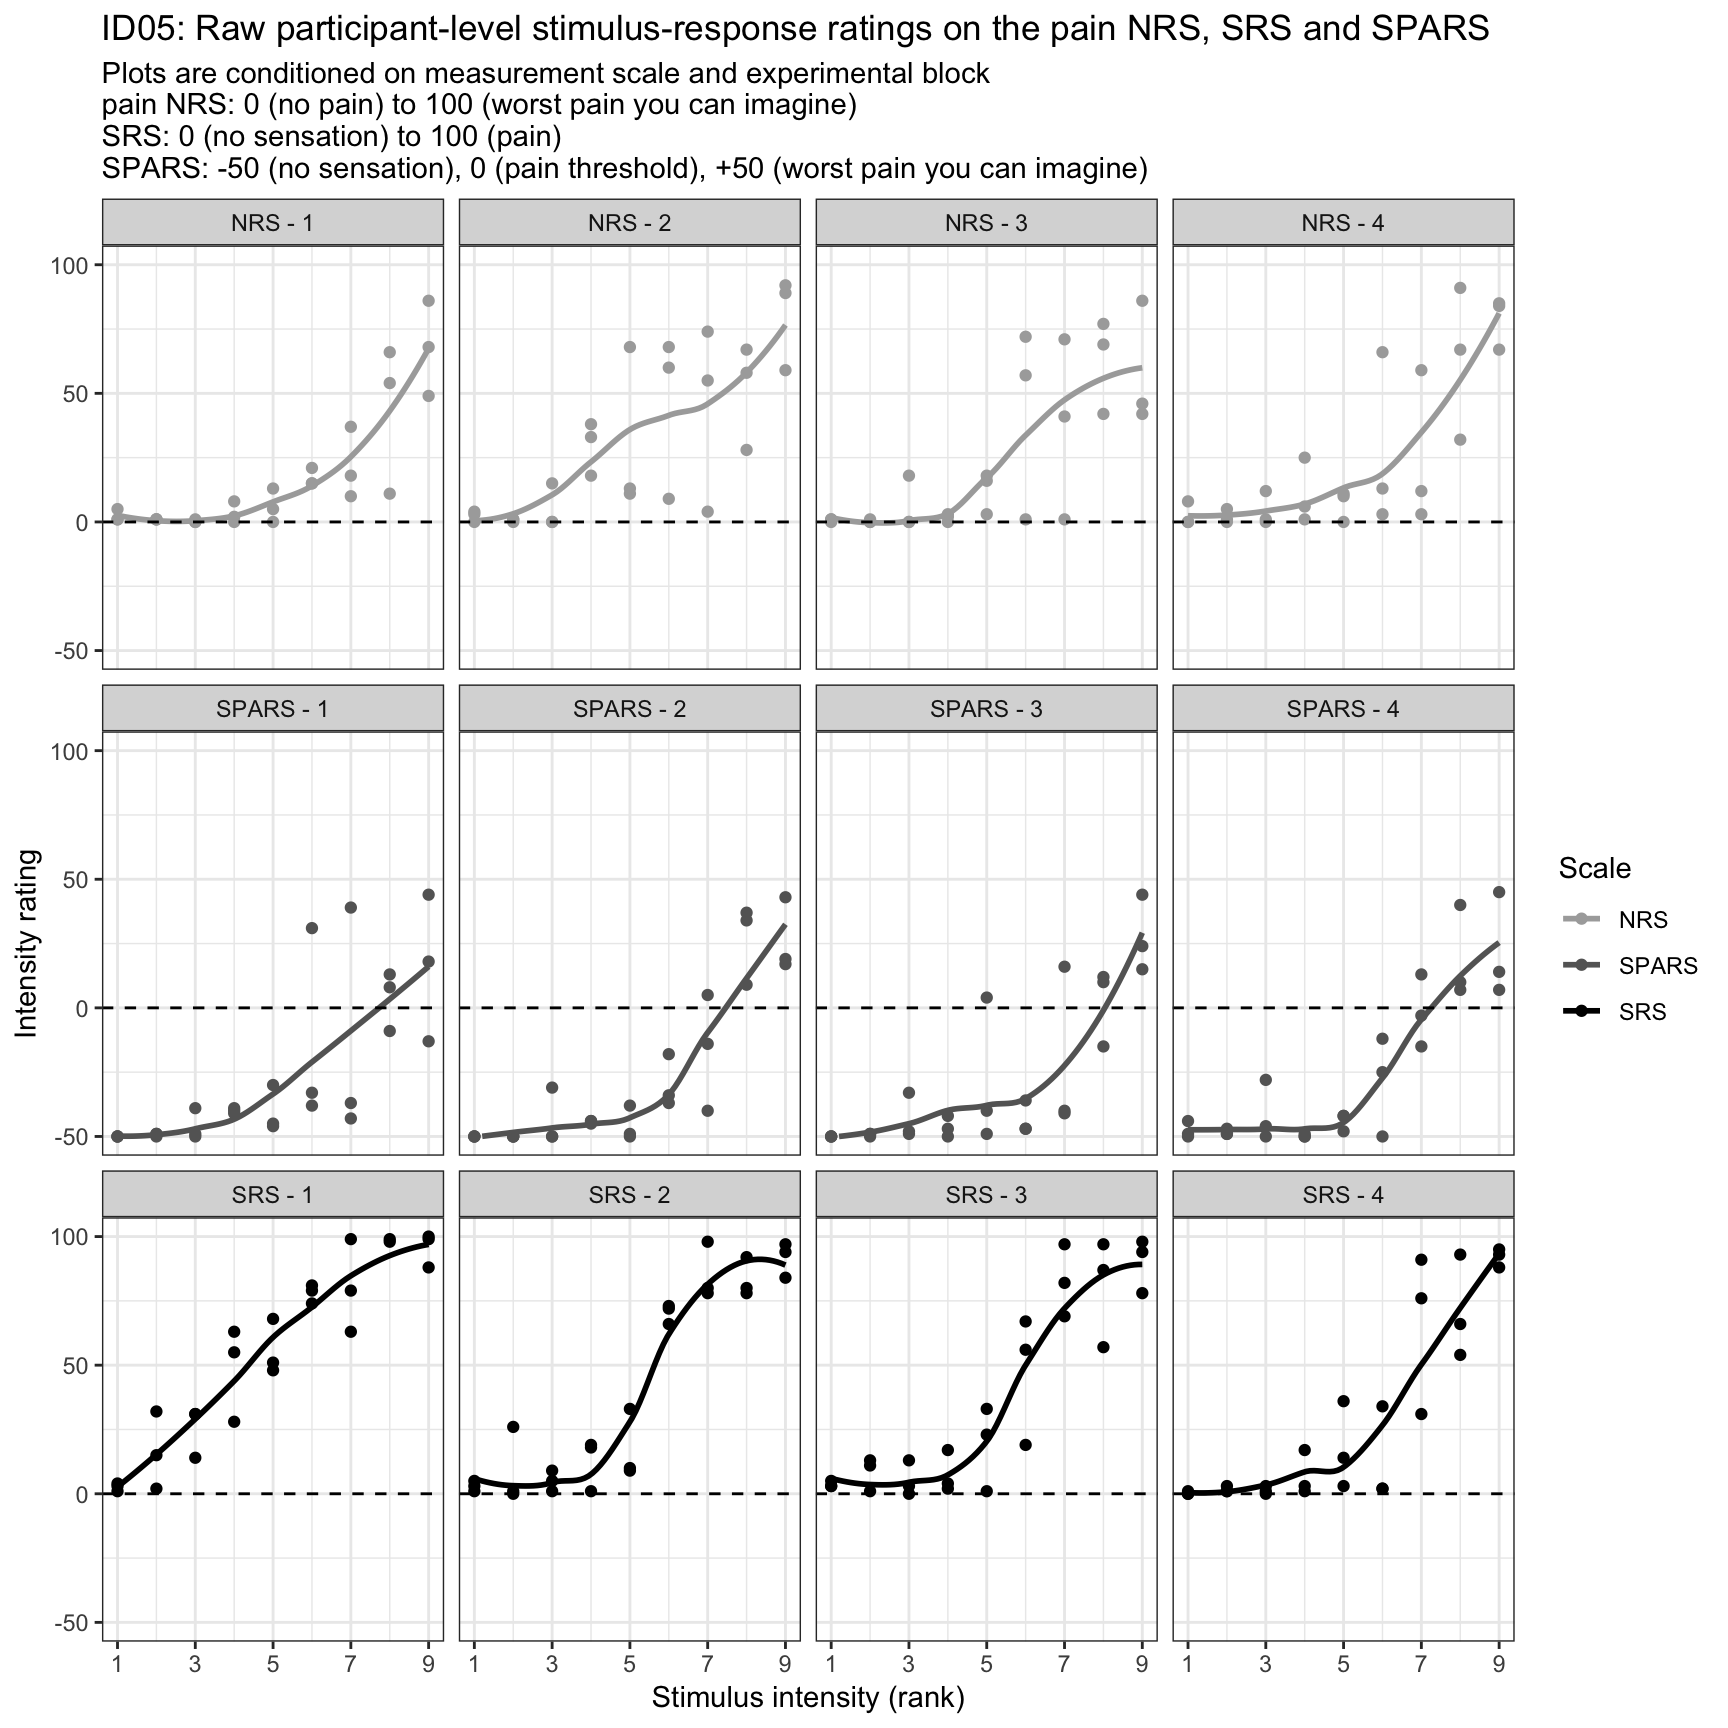 ID05: Raw participant-level stimulus-response ratings on the pain NRS, SRS and SPARS
Plots are conditioned on measurement scale and experimental block
pain NRS: 0 (no pain) to 100 (worst pain you can imagine)
SRS: 0 (no sensation) to 100 (pain)
SPARS: -50 (no sensation), 0 (pain threshold), +50 (worst pain you can imagine)
NRS - 1
NRS - 2
NRS - 3
NRS - 4
100
50
0
-50
SPARS - 1
SPARS - 2
SPARS - 3
SPARS - 4
100
50
0
-50
SRS - 1
SRS - 2
SRS - 3
SRS - 4
100
50
0
-50
1 3 5 7 9
1 3 5 7 9
1 3 5 7 9
1 3 5 7 9
Stimulus intensity (rank)
Intensity rating
Scale
NRS
SPARS
SRS